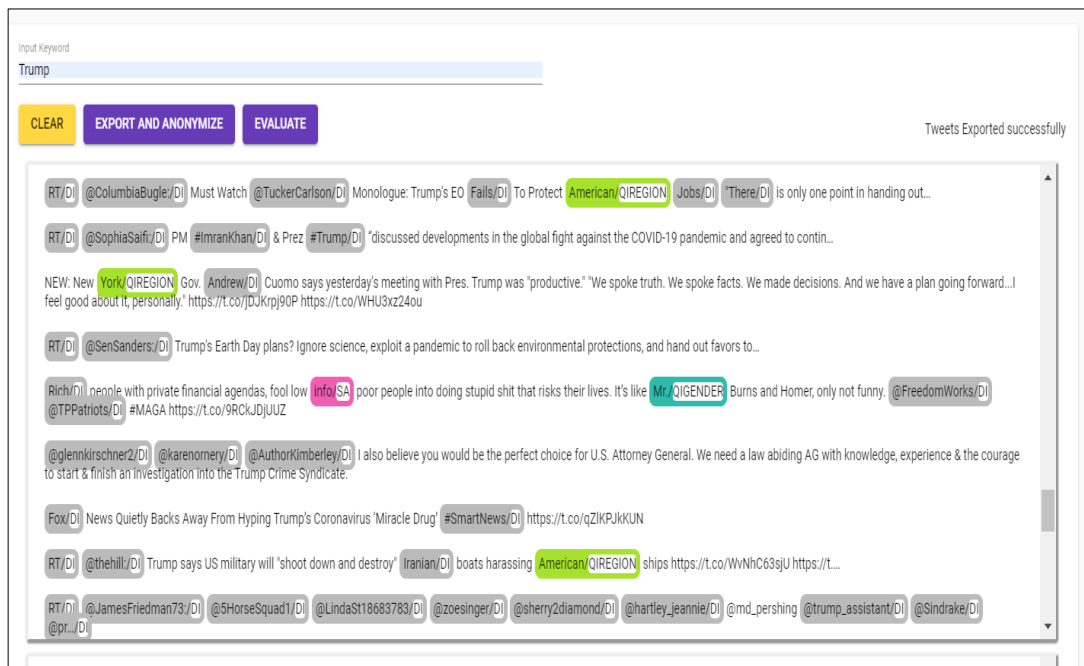 Input Keyword
Trump
CLEAR EXPORT AND ANONYMIZE EVALUATE
Tweets Exported successfully
RT/DI @ColumbiaBugle:/DI Must Watch @TuckerCarlson/DI Monologue: Trump's EO Fails/DI To Protect American/QIREGION Jobs/DI "There/DI is only one point in handing out…
RT/DI @SophiaSaifi:/DI PM #ImranKhan/DI & Prez #Trump/DI “discussed developments in the global fight against the COVID-19 pandemic and agreed to contin…
NEW: New York/QIREGION Gov. Andrew/DI Cuomo says yesterday's meeting with Pres. Trump was "productive." "We spoke truth. We spoke facts. We made decisions. And we have a plan going forward...I
feel good about it, personally." https://t.co/jDJKrpj90P https://t.co/WHU3xz24ou
RT/DI @SenSanders:/DI Trump's Earth Day plans? Ignore science, exploit a pandemic to roll back environmental protections, and hand out favors to…
Rich/DI people with private financial agendas, fool low info/SA poor people into doing stupid shit that risks their lives. It's like Mr./QIGENDER Burns and Homer, only not funny. @FreedomWorks/DI
@TPPatriots/DI #MAGA https://t.co/9RCkJDjUUZ
@glennkirschner2/DI @karenornery/DI @AuthorKimberley/DI I also believe you would be the perfect choice for U.S. Attorney General. We need a law abiding AG with knowledge, experience & the courage
to start & finish an investigation into the Trump Crime Syndicate.
Fox/DI News Quietly Backs Away From Hyping Trump's Coronavirus ‘Miracle Drug’ #SmartNews/DI https://t.co/qZlKPJkKUN
RT/DI @thehill:/DI Trump says US military will "shoot down and destroy" Iranian/DI boats harassing American/QIREGION ships https://t.co/WvNhC63sjU https://t.…
RT/DI @JamesFriedman73:/DI @5HorseSquad1/DI @LindaSt18683783/DI @zoesinger/DI @sherry2diamond/DI @hartley_jeannie/DI @md_pershing @trump_assistant/DI @Sindrake/DI
@pr…/DI